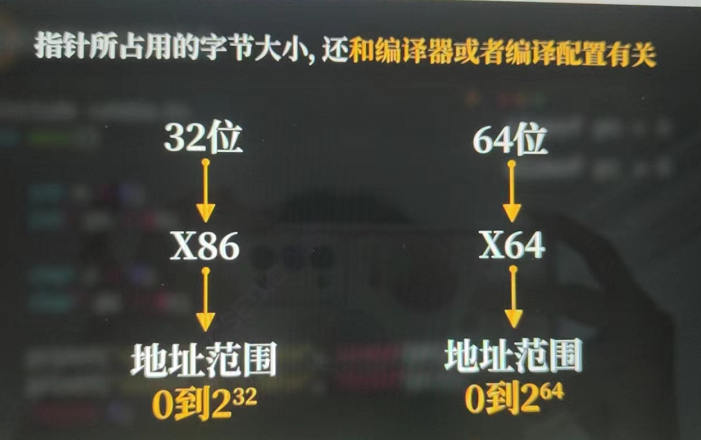 指针所占用的字节大小, 还和编译器或者编译配置有关
32位
64位
X86
X64
地址范围
地址范围
0到2³²
0到2⁶⁴